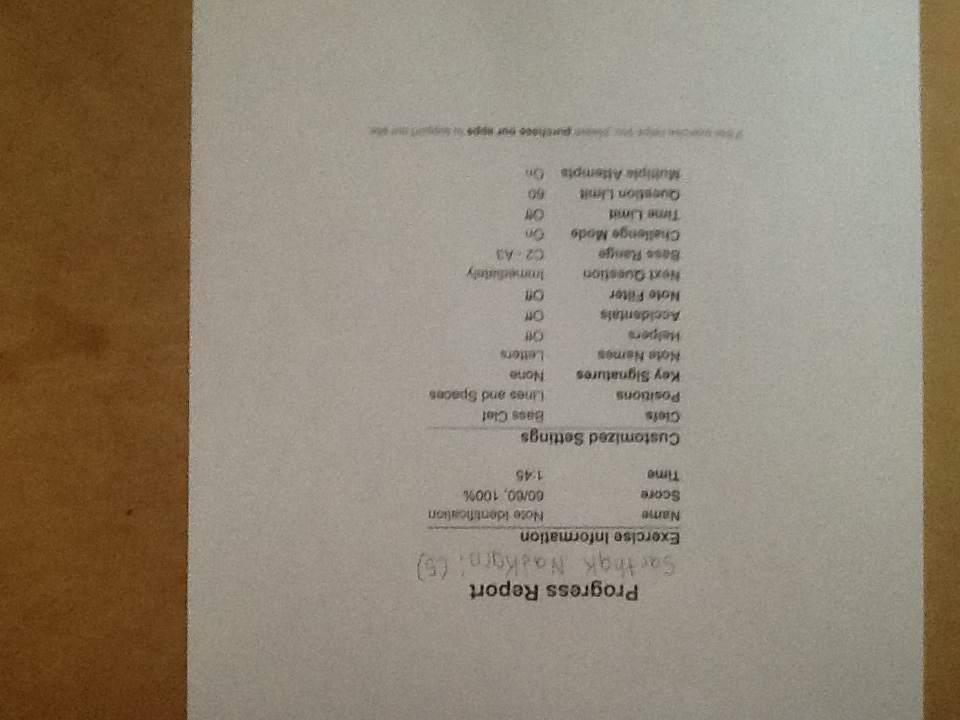 Progress Report
Sarthak Nadkarni (5)
Exercise Information
Name Note Identification
Score 60/60, 100%
Time 1:45
Customized Settings
Clefs Bass Clef
Positions Lines and Spaces
Key Signatures None
Note Names Letters
Helpers Off
Accidentals Off
Note Filter Off
Next Question Immediately
Bass Range C2 - A3
Challenge Mode On
Time Limit Off
Question Limit 60
Multiple Attempts On
If this exercise helps you, please purchase our apps to support our site.